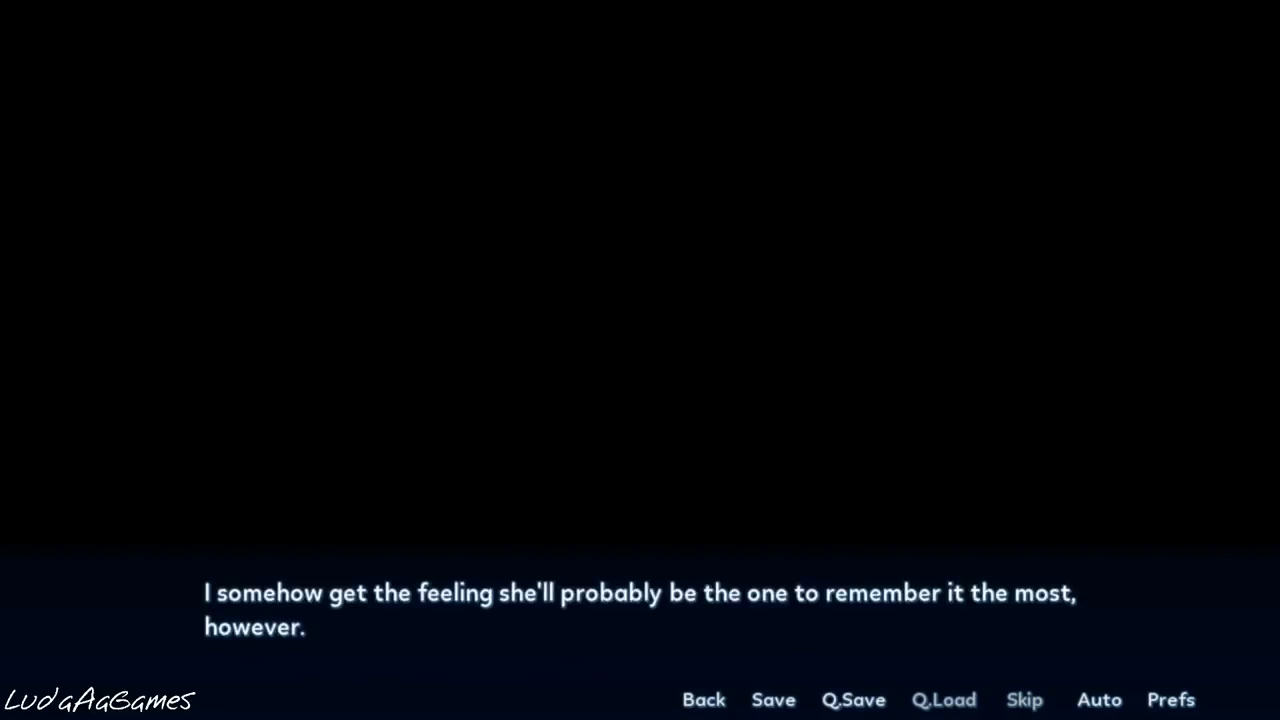 I somehow get the feeling she'll probably be the one to remember it the most,
however.
LudaAaGames
Back Save Q.Save Q.Load Skip Auto Prefs